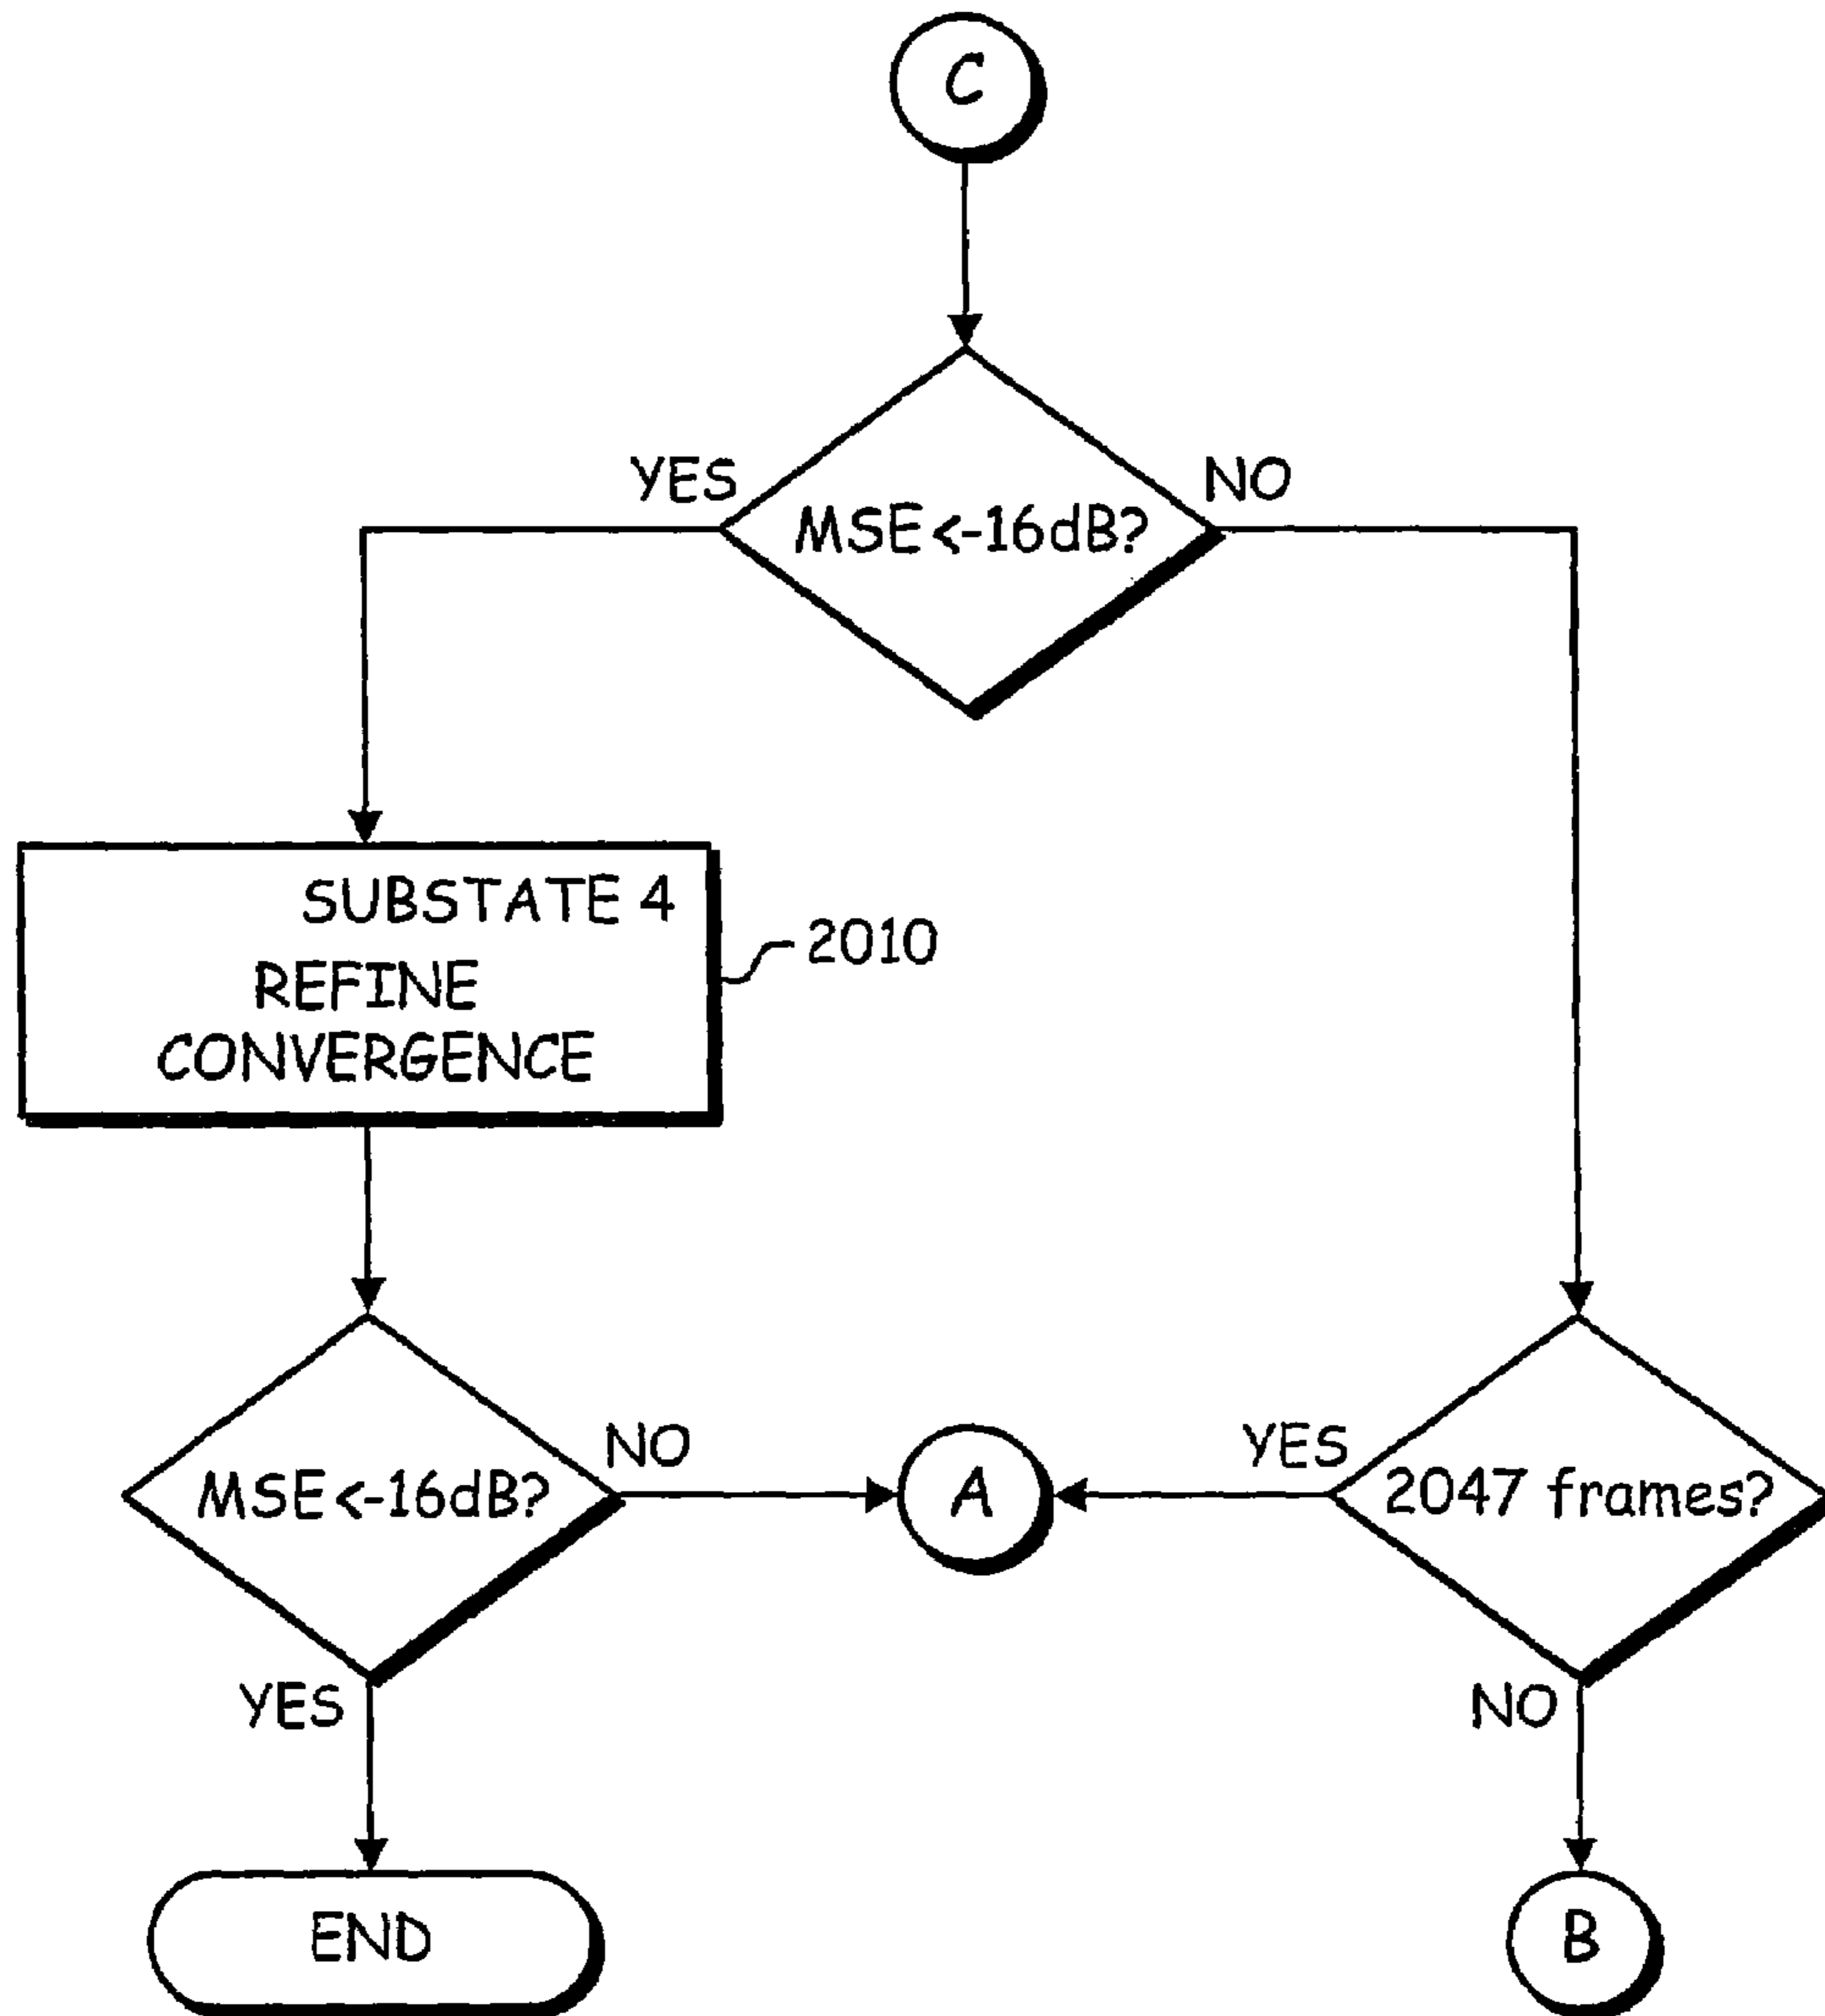 C
YES
NO
MSE<-16dB?
SUBSTATE 4
REFINE
CONVERGENCE
2010
NO
YES
MSE<-16dB?
A
2047 frames?
YES
NO
END
B